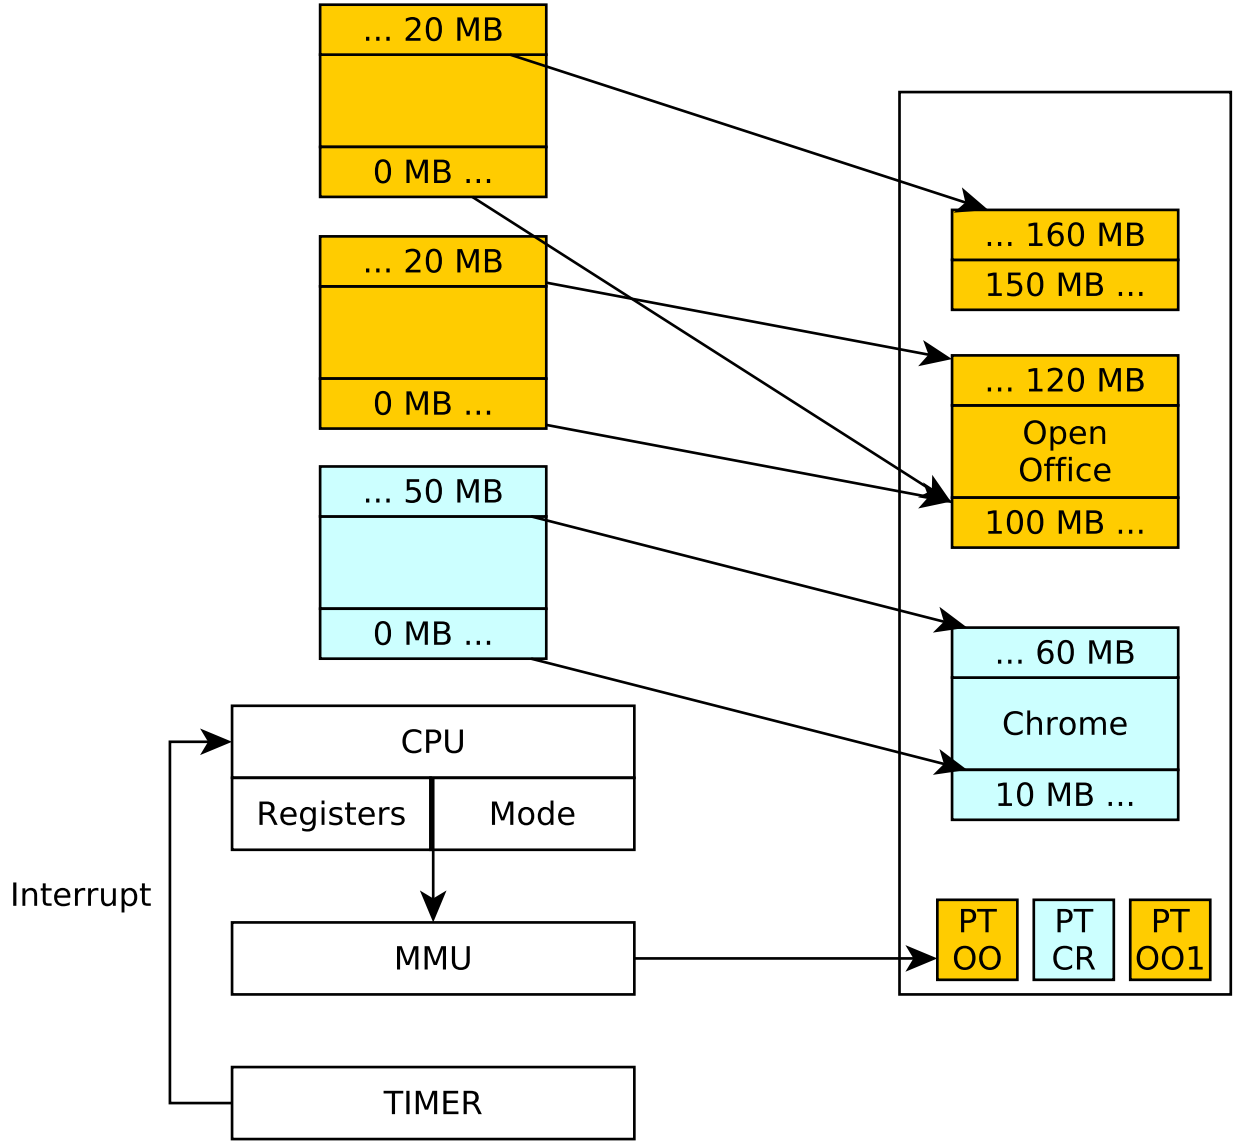 ... 20 MB
0 MB ...
... 20 MB
0 MB ...
... 50 MB
0 MB ...
CPU
Registers
Mode
Interrupt
MMU
TIMER
... 160 MB
150 MB ...
... 120 MB
Open
Office
100 MB ...
... 60 MB
Chrome
10 MB ...
PT
OO
PT
CR
PT
OO1